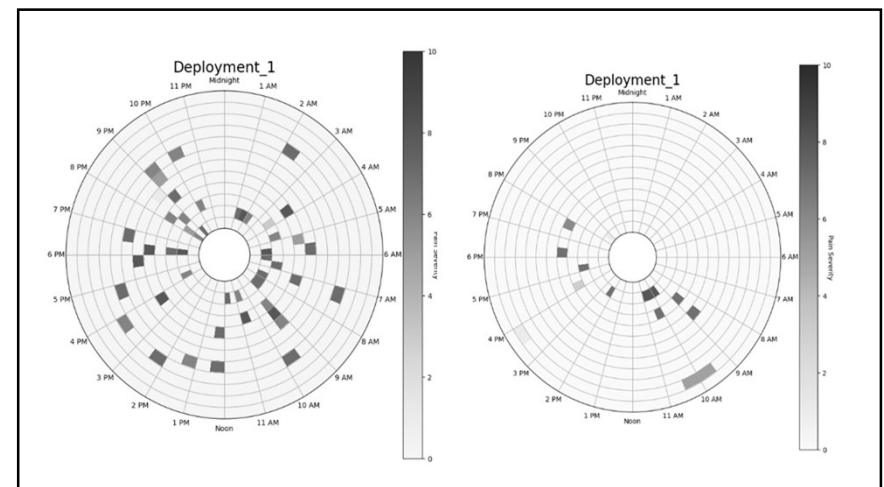 Deployment_1
Midnight
1 AM
2 AM
3 AM
4 AM
5 AM
6 AM
7 AM
8 AM
9 AM
10 AM
11 AM
Noon
1 PM
2 PM
3 PM
4 PM
5 PM
6 PM
7 PM
8 PM
9 PM
10 PM
11 PM
10
8
6
4
2
0
Deployment_1
Midnight
1 AM
2 AM
3 AM
4 AM
5 AM
6 AM
7 AM
8 AM
9 AM
10 AM
11 AM
Noon
1 PM
2 PM
3 PM
4 PM
5 PM
6 PM
7 PM
8 PM
9 PM
10 PM
11 PM
10
8
6
4
2
0
Pain Severity